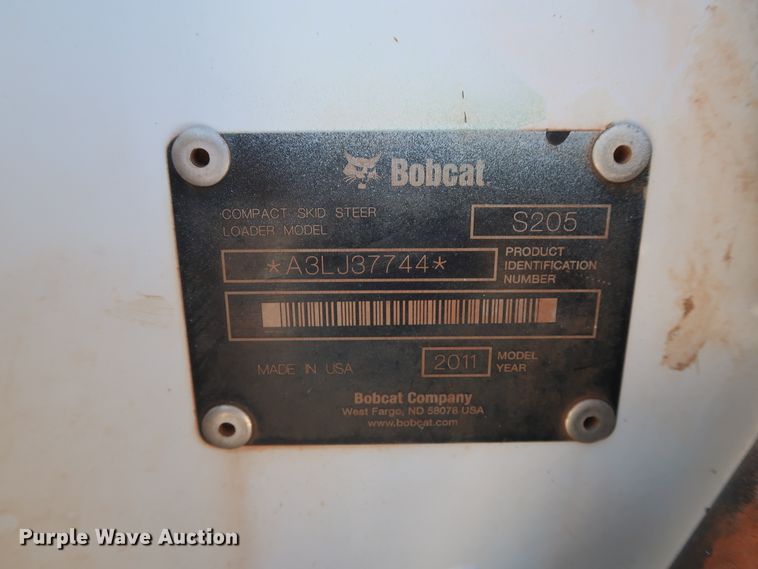 Bobcat
COMPACT SKID STEER
LOADER MODEL
S205
*A3LJ37744*
PRODUCT
IDENTIFICATION
NUMBER
MADE IN USA
2011
MODEL
YEAR
Bobcat Company
West Fargo, ND 58078 USA
www.bobcat.com
Purple Wave Auction